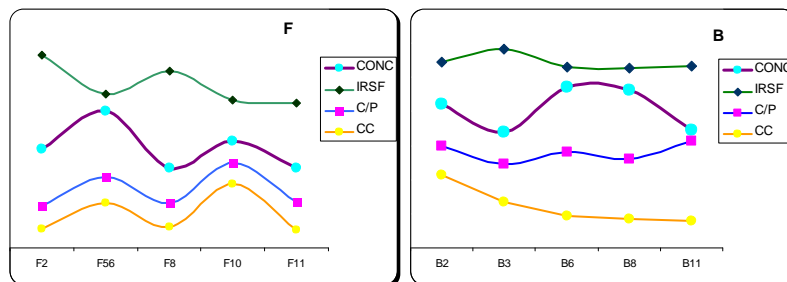 F
CONC
IRSF
C/P
CC
F2 F56 F8 F10 F11
B
CONC
IRSF
C/P
CC
B2 B3 B6 B8 B11